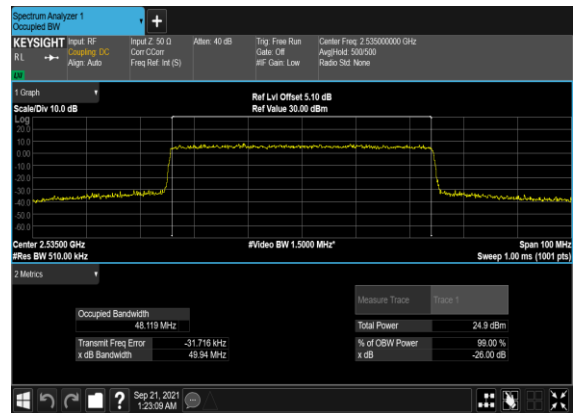 Spectrum Analyzer 1
Occupied BW
KEYSIGHT Input: RF Input Z: 50 Ω Atten: 40 dB Trig: Free Run Center Freq: 2.535000000 GHz
RL Coupling: DC Corr CCorr Gate: Off Avg|Hold: 500/500
Align: Auto Freq Ref: Int (S) #IF Gain: Low Radio Std: None
LW
1 Graph
Ref Lvl Offset 5.10 dB
Scale/Div 10.0 dB Ref Value 30.00 dBm
Log
20.0
10.0
0.00
-10.0
-20.0
-30.0
-40.0
-50.0
-60.0
Center 2.53500 GHz #Video BW 1.5000 MHz* Span 100 MHz
#Res BW 510.00 kHz Sweep 1.00 ms (1001 pts)
2 Metrics
Measure Trace Trace 1
Occupied Bandwidth
48.119 MHz Total Power 24.9 dBm
Transmit Freq Error -31.716 kHz % of OBW Power 99.00 %
x dB Bandwidth 49.94 MHz x dB -26.00 dB
? Sep 21, 2021
1:23:09 AM